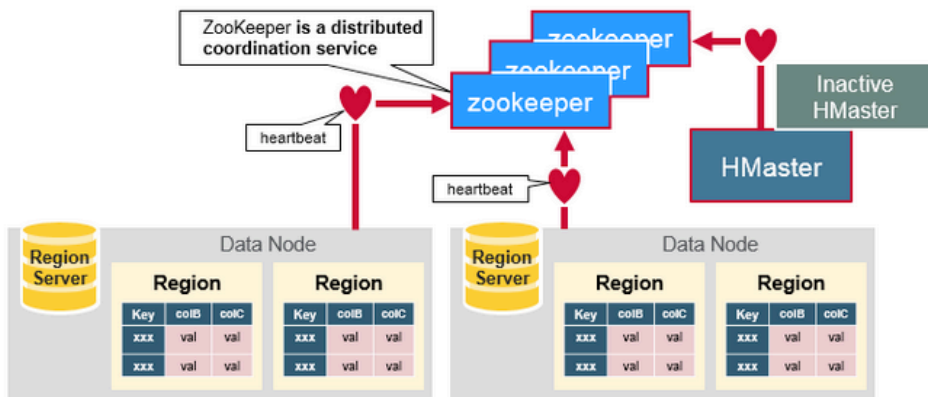 ZooKeeper is a distributed
coordination service
zookeeper
zookeeper
zookeeper
heartbeat
heartbeat
Inactive
HMaster
HMaster
Region
Server
Data Node
Region
Key colB colC
xxx val val
xxx val val
Region
Key colB colC
xxx val val
xxx val val
Region
Server
Data Node
Region
Key colB colC
xxx val val
xxx val val
Region
Key colB colC
xxx val val
xxx val val